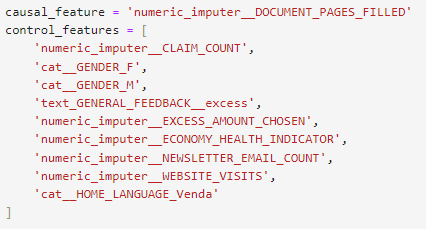 causal_feature = 'numeric_imputer__DOCUMENT_PAGES_FILLED'
control_features = [
    'numeric_imputer__CLAIM_COUNT',
    'cat__GENDER_F',
    'cat__GENDER_M',
    'text_GENERAL_FEEDBACK__excess',
    'numeric_imputer__EXCESS_AMOUNT_CHOSEN',
    'numeric_imputer__ECONOMY_HEALTH_INDICATOR',
    'numeric_imputer__NEWSLETTER_EMAIL_COUNT',
    'numeric_imputer__WEBSITE_VISITS',
    'cat__HOME_LANGUAGE_Venda'
]